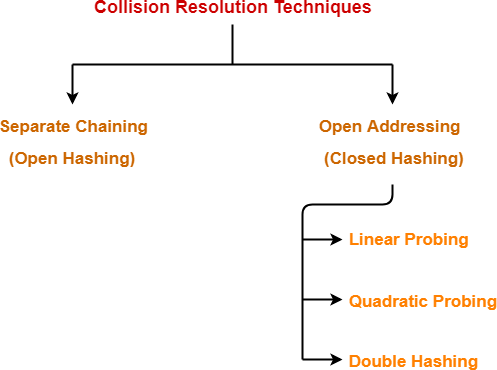 Collision Resolution Techniques
Separate Chaining
(Open Hashing)
Open Addressing
(Closed Hashing)
Linear Probing
Quadratic Probing
Double Hashing